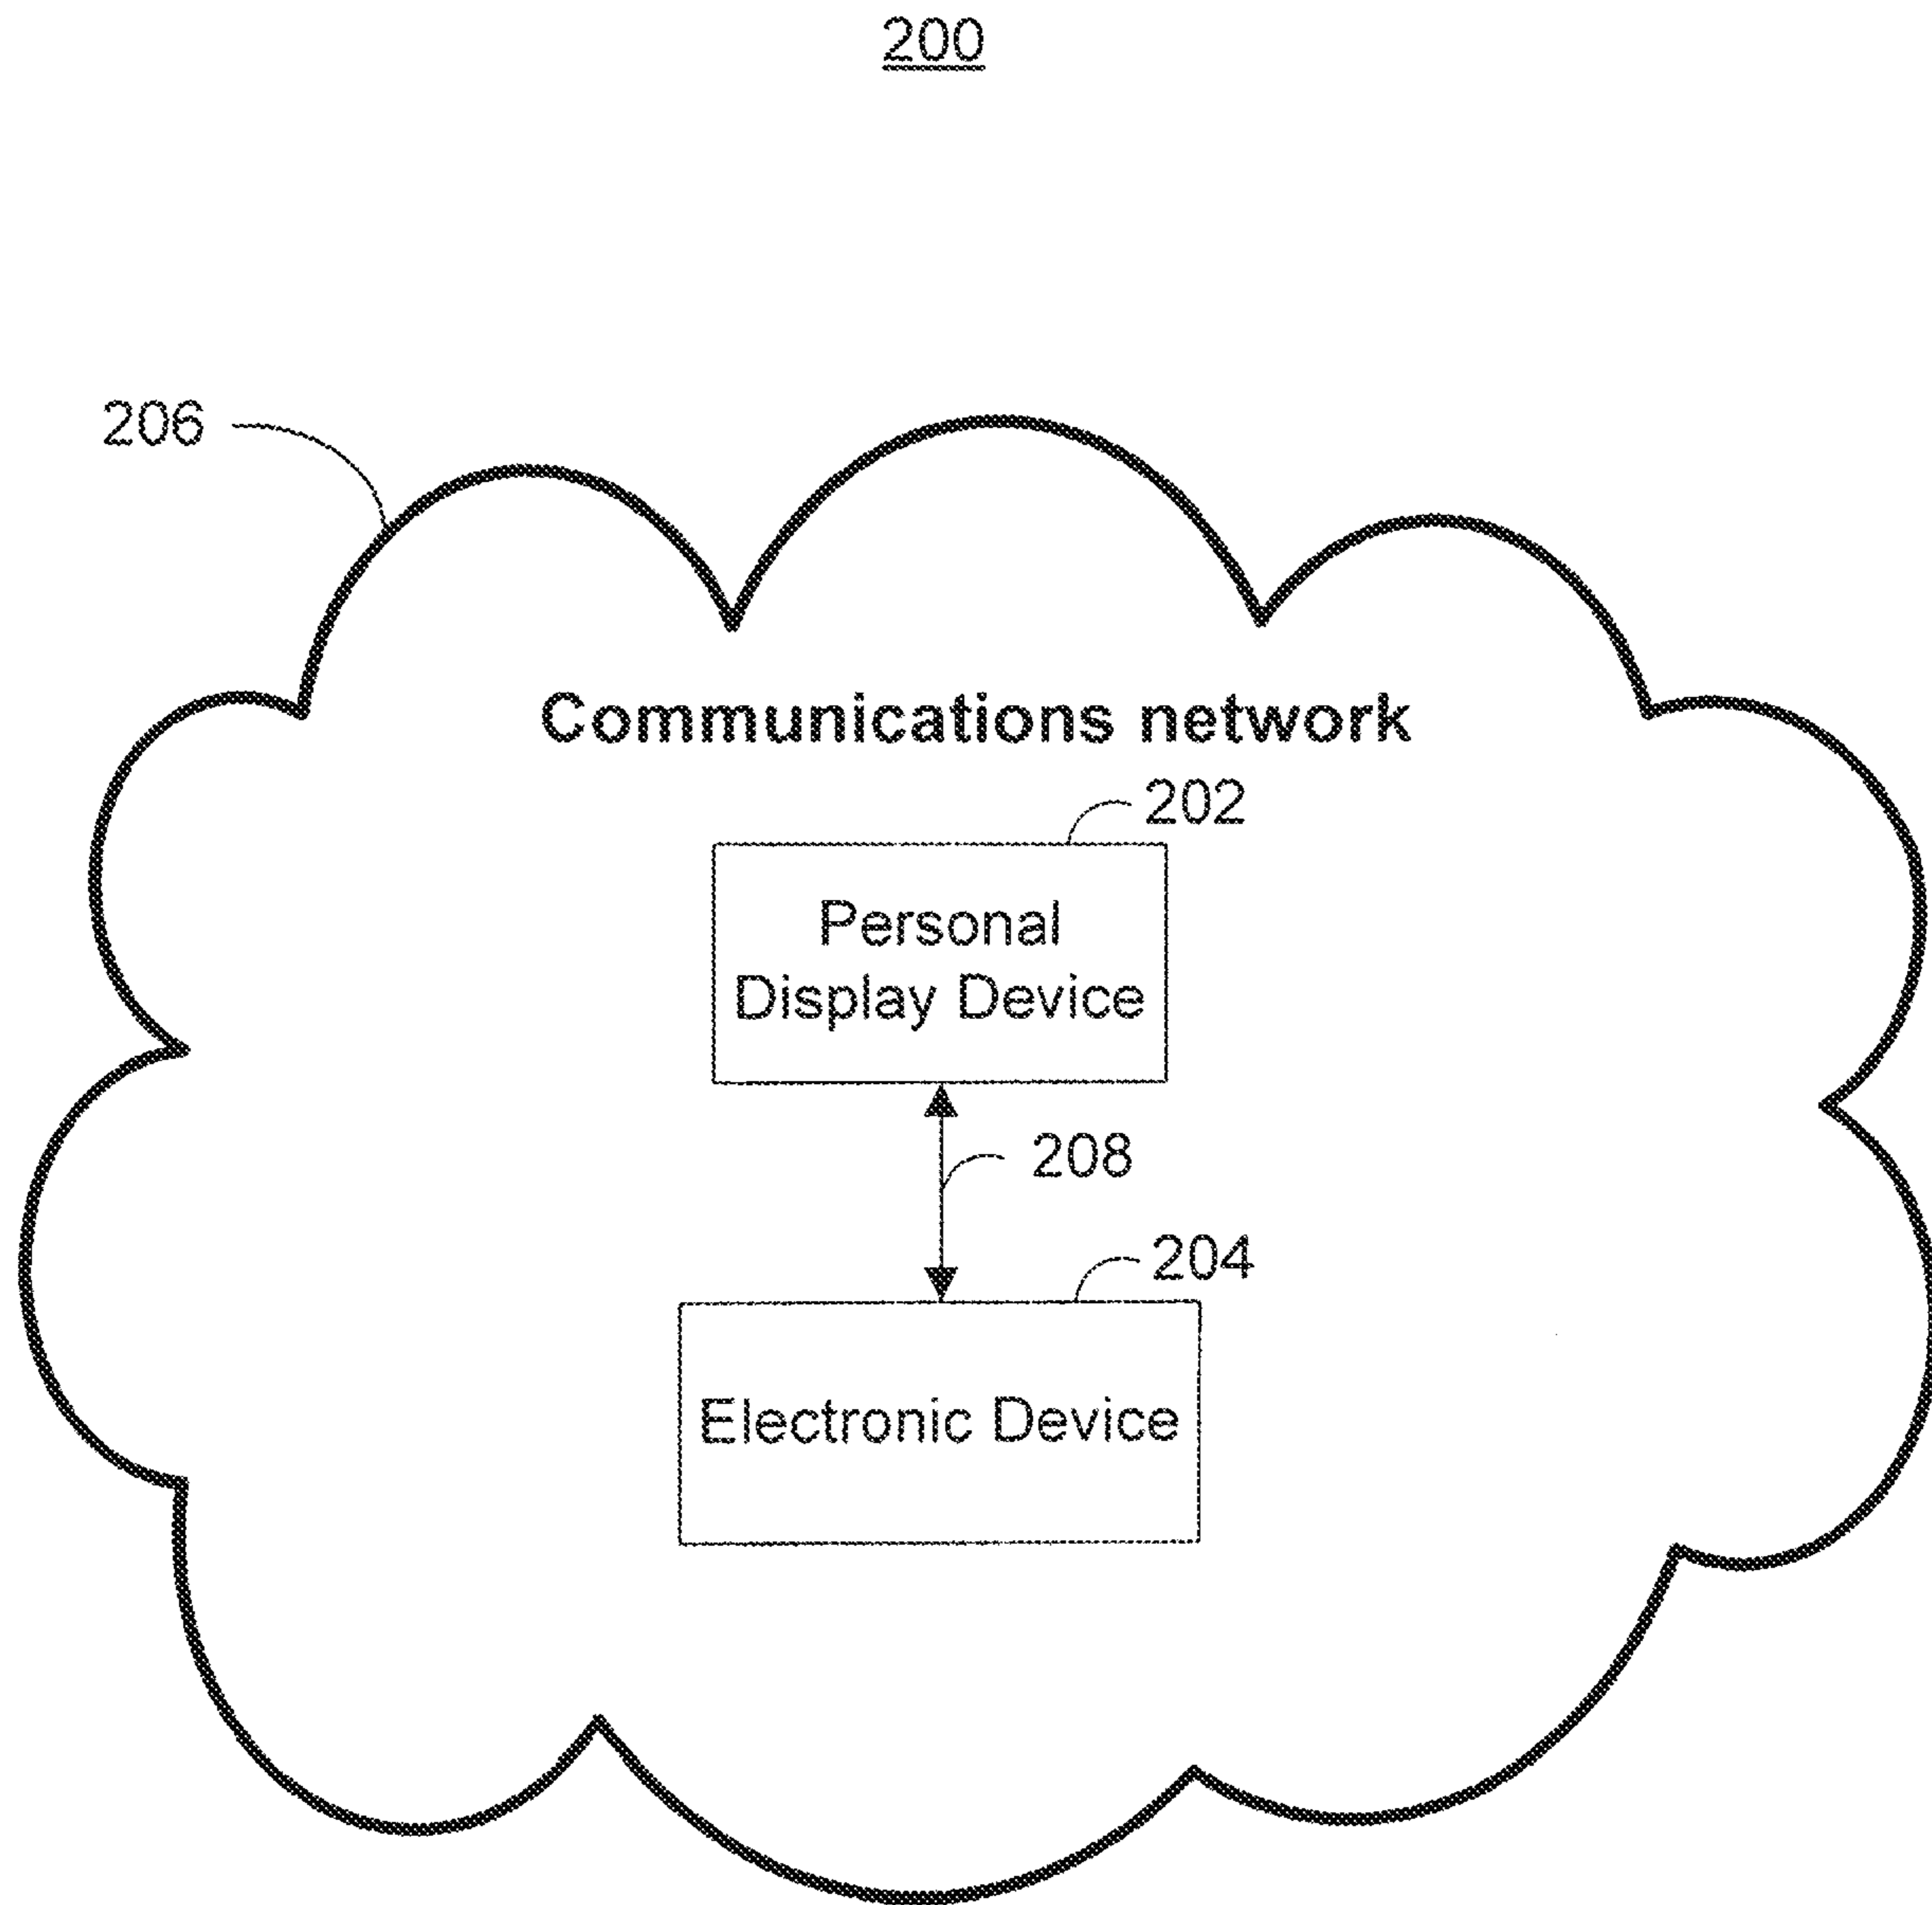 200
206
Communications network
202
Personal
Display Device
208
204
Electronic Device